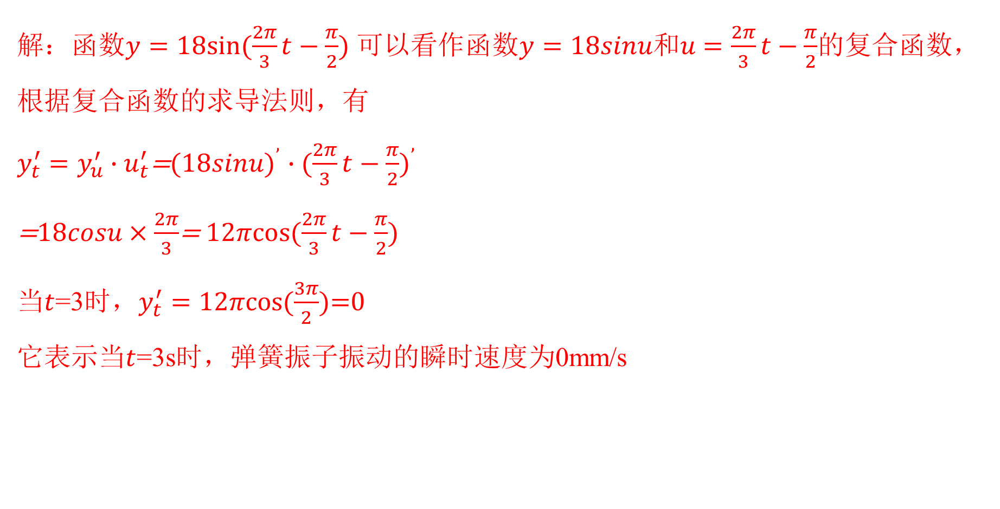 解：函数$y = 18\sin(\frac{2\pi}{3}t - \frac{\pi}{2})$ 可以看作函数$y = 18sinu$和$u = \frac{2\pi}{3}t - \frac{\pi}{2}$的复合函数，
根据复合函数的求导法则，有
$y_t' = y_u' \cdot u_t'=(18sinu)^{’} \cdot (\frac{2\pi}{3}t - \frac{\pi}{2})^{’}$
$=18cosu \times \frac{2\pi}{3}= 12\pi\cos(\frac{2\pi}{3}t - \frac{\pi}{2})$
当$t$=3时，$y_t' = 12\pi\cos(\frac{3\pi}{2})=0$
它表示当$t$=3s时，弹簧振子振动的瞬时速度为0mm/s